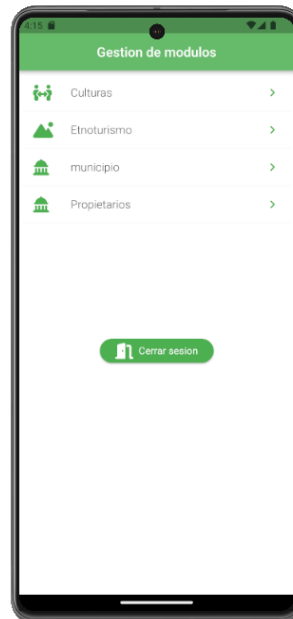 4:15
Gestion de modulos
Culturas
Etnoturismo
municipio
Propietarios
Cerrar sesion